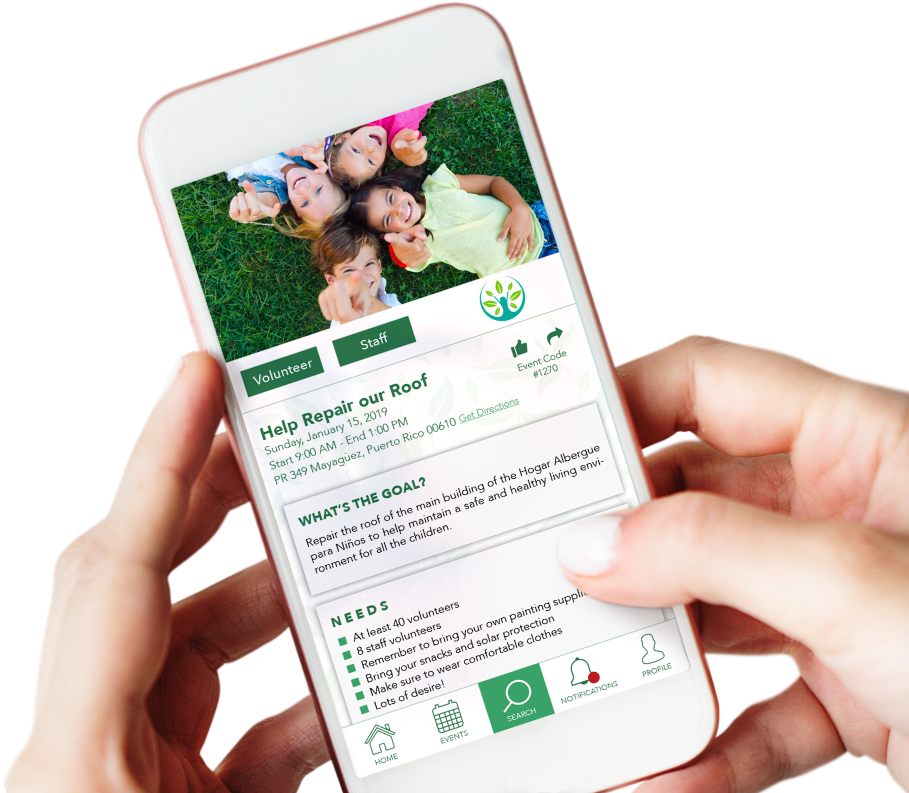 Volunteer
Staff
Event Code
#1270
Help Repair our Roof
Sunday, January 15, 2019
Start 9:00 AM - End 1:00 PM
PR 349 Mayagüez, Puerto Rico 00610 Get Directions
WHAT'S THE GOAL?
Repair the roof of the main building of the Hogar Albergue
para Niños to help maintain a safe and healthy living envi-
ronment for all the children.
NEEDS
At least 40 volunteers
8 staff volunteers
Remember to bring your own painting suppli
Bring your snacks and solar protection
Make sure to wear comfortable clothes
Lots of desire!
HOME
EVENTS
SEARCH
NOTIFICATIONS
PROFILE